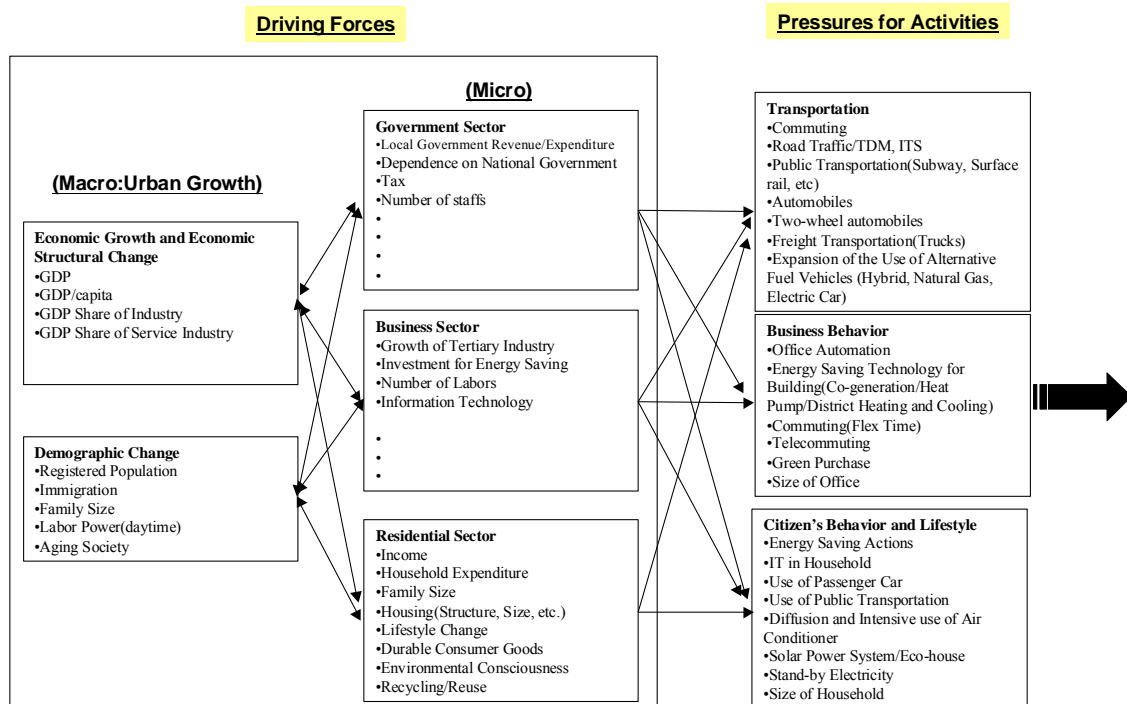 Driving Forces
Pressures for Activities
(Micro)
(Macro:Urban Growth)
Economic Growth and Economic
Structural Change
•GDP
•GDP/capita
•GDP Share of Industry
•GDP Share of Service Industry
Demographic Change
•Registered Population
•Immigration
•Family Size
•Labor Power(daytime)
•Aging Society
Government Sector
•Local Government Revenue/Expenditure
•Dependence on National Government
•Tax
•Number of staffs
•
•
•
•
Business Sector
•Growth of Tertiary Industry
•Investment for Energy Saving
•Number of Labors
•Information Technology
•
•
•
Residential Sector
•Income
•Household Expenditure
•Family Size
•Housing(Structure, Size, etc.)
•Lifestyle Change
•Durable Consumer Goods
•Environmental Consciousness
•Recycling/Reuse
Transportation
•Commuting
•Road Traffic/TDM, ITS
•Public Transportation(Subway, Surface
rail, etc)
•Automobiles
•Two-wheel automobiles
•Freight Transportation(Trucks)
•Expansion of the Use of Alternative
Fuel Vehicles (Hybrid, Natural Gas,
Electric Car)
Business Behavior
•Office Automation
•Energy Saving Technology for
Building(Co-generation/Heat
Pump/District Heating and Cooling)
•Commuting(Flex Time)
•Telecommuting
•Green Purchase
•Size of Office
Citizen's Behavior and Lifestyle
•Energy Saving Actions
•IT in Household
•Use of Passenger Car
•Use of Public Transportation
•Diffusion and Intensive use of Air
Conditioner
•Solar Power System/Eco-house
•Stand-by Electricity
•Size of Household